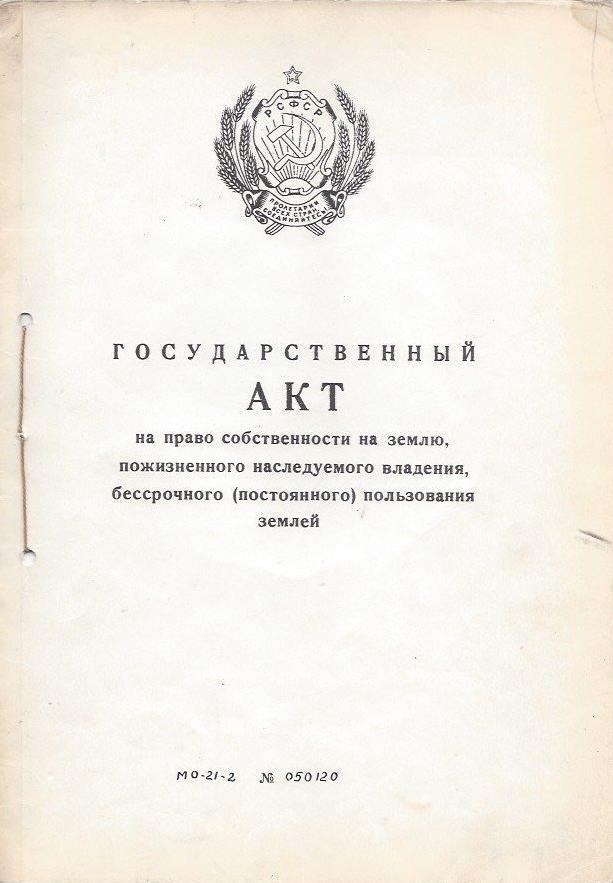 РСФСР
ПРОЛЕТАРИИ
ВСЕХ СТРАН,
СОЕДИНЯЙТЕСЬ!
ГОСУДАРСТВЕННЫЙ
АКТ
на право собственности на землю,
пожизненного наследуемого владения,
бессрочного (постоянного) пользования
землей
МО-21-2 № 050120